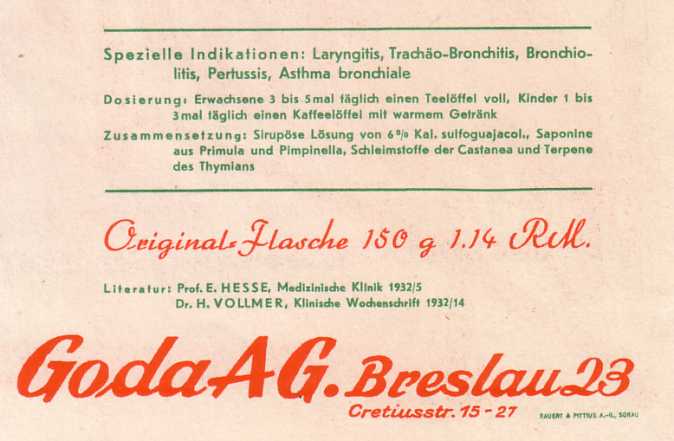 Spezielle Indikationen: Laryngitis, Trachäo-Bronchitis, Bronchio-
litis, Pertussis, Asthma bronchiale
Dosierung: Erwachsene 3 bis 5mal täglich einen Teelöffel voll, Kinder 1 bis
3mal täglich einen Kaffeelöffel mit warmem Getränk
Zusammensetzung: Sirupöse Lösung von 6% Kal. sulfoguajacol., Saponine
aus Primula und Pimpinella, Schleimstoffe der Castanea und Terpene
des Thymians
Original-Flasche 150 g 1.14 RM.
Literatur: Prof. E. HESSE, Medizinische Klinik 1932/5
Dr. H. VOLLMER, Klinische Wochenschrift 1932/14
Goda AG. Breslau 23
Cretiusstr. 15-27
RAUERT & PITTIUS A.-G., SORAU